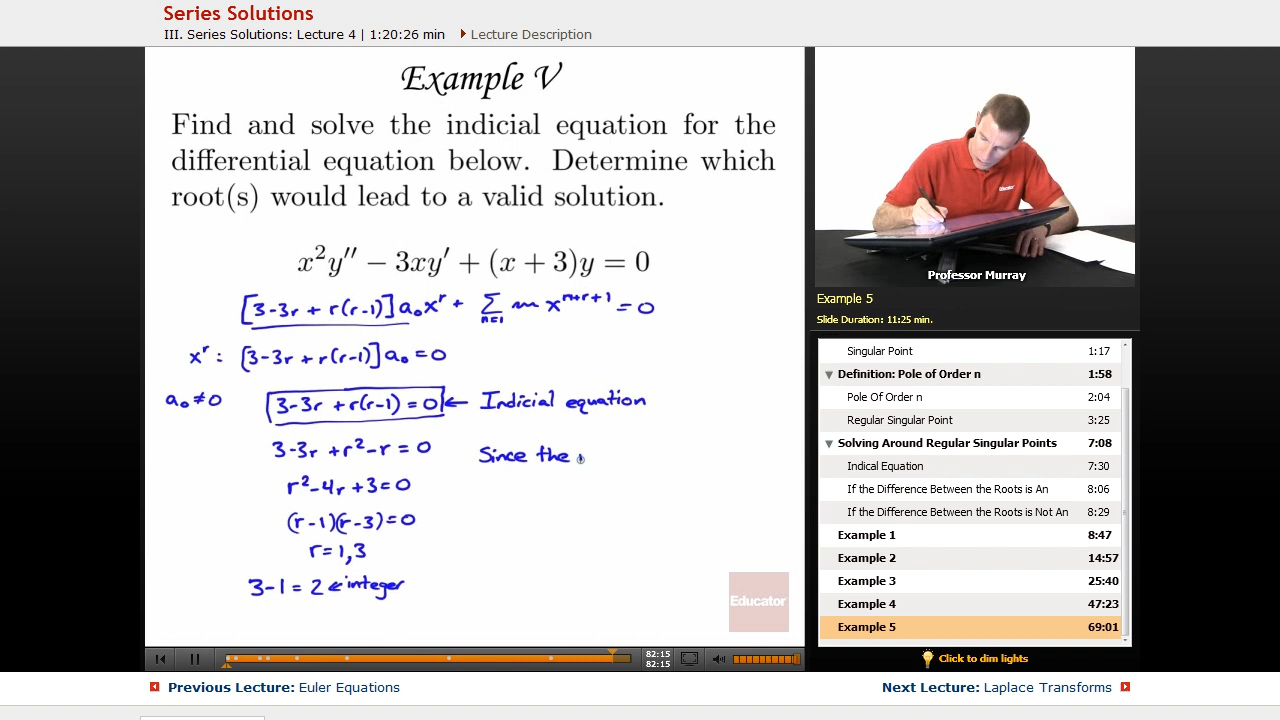 Series Solutions
III. Series Solutions: Lecture 4 | 1:20:26 min Lecture Description
Example V
Find and solve the indicial equation for the
differential equation below. Determine which
root(s) would lead to a valid solution.
x²y″ − 3xy′ + (x + 3)y = 0
[3-3r + r(r-1)] a₀xʳ + ∑ n=1 xⁿ⁺ʳ⁺¹ = 0
xʳ: [3-3r + r(r-1)] a₀ = 0
a₀ ≠ 0 3-3r + r(r-1) = 0 ← Indicial equation
3-3r + r²-r = 0 Since the
r²-4r+3=0
(r-1)(r-3)=0
r=1,3
3-1 = 2 ← integer
Educator
Educator
Professor Murray
Example 5
Slide Duration: 11:25 min.
Singular Point 1:17
Definition: Pole of Order n 1:58
Pole Of Order n 2:04
Regular Singular Point 3:25
Solving Around Regular Singular Points 7:08
Indical Equation 7:30
If the Difference Between the Roots is An 8:06
If the Difference Between the Roots is Not An 8:29
Example 1 8:47
Example 2 14:57
Example 3 25:40
Example 4 47:23
Example 5 69:01
82:15
82:15
Click to dim lights
Previous Lecture: Euler Equations
Next Lecture: Laplace Transforms